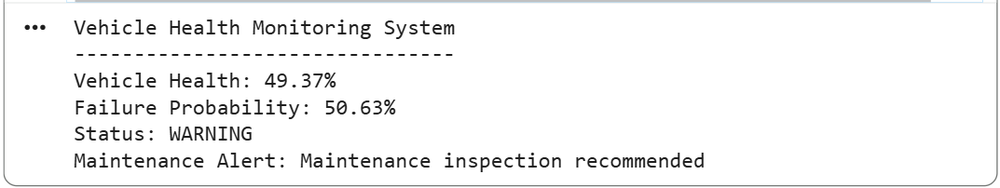 Vehicle Health Monitoring System
--------------------------------
Vehicle Health: 49.37%
Failure Probability: 50.63%
Status: WARNING
Maintenance Alert: Maintenance inspection recommended